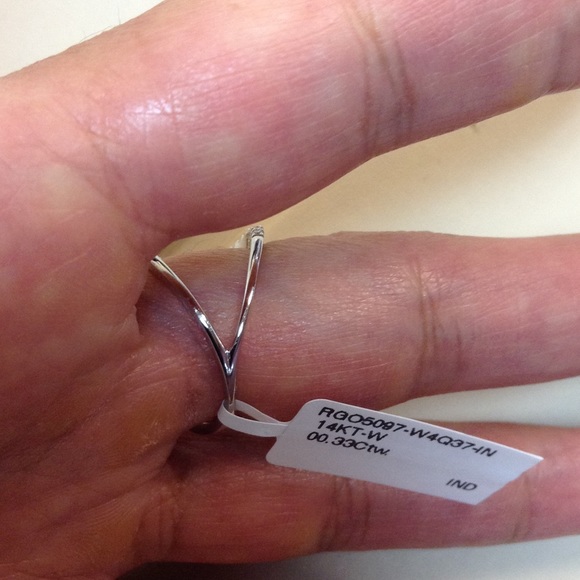 RGO5097-W4Q37-IN
14KT-W
00.33Ctw.
IND